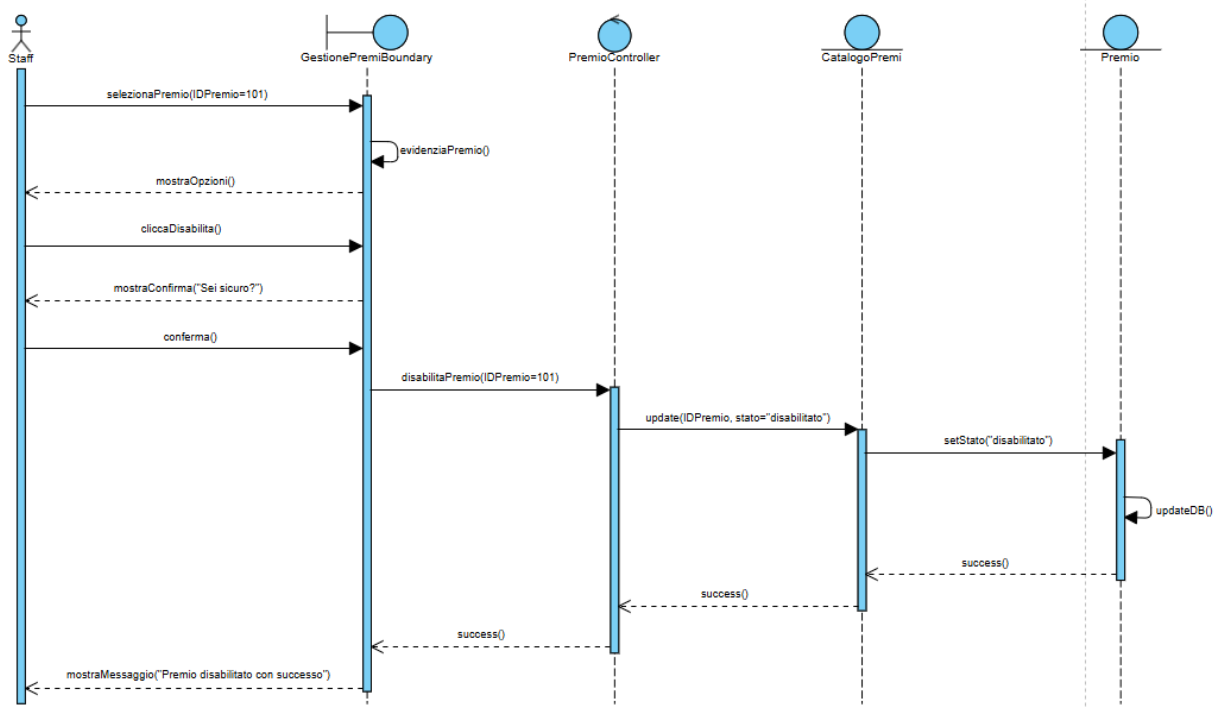 Staff
GestionePremiBoundary
PremioController
CatalogoPremi
Premio
selezionaPremio(IDPremio=101)
evidenziaPremio()
mostraOpzioni()
cliccaDisabilita()
mostraConfirma("Sei sicuro?")
conferma()
disabilitaPremio(IDPremio=101)
update(IDPremio, stato="disabilitato")
setStato("disabilitato")
updateDB()
success()
success()
success()
mostraMessaggio("Premio disabilitato con successo")